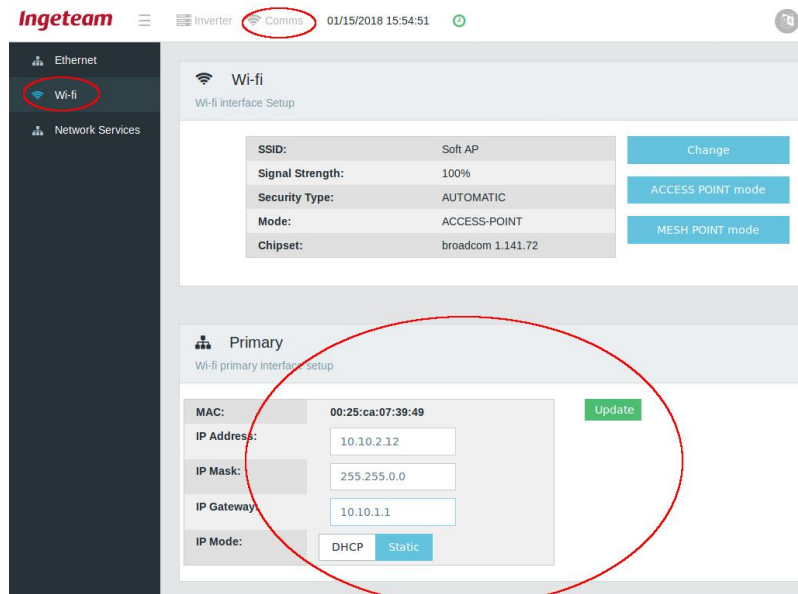 Ingeteam Inverter Comms 01/15/2018 15:54:51
Ethernet
Wi-fi
Network Services
Wi-fi
Wi-fi interface Setup
SSID: Soft AP
Signal Strength: 100%
Security Type: AUTOMATIC
Mode: ACCESS-POINT
Chipset: broadcom 1.141.72
Change
ACCESS POINT mode
MESH POINT mode
Primary
Wi-fi primary interface setup
MAC: 00:25:ca:07:39:49
IP Address: 10.10.2.12
IP Mask: 255.255.0.0
IP Gateway: 10.10.1.1
IP Mode: DHCP Static
Update